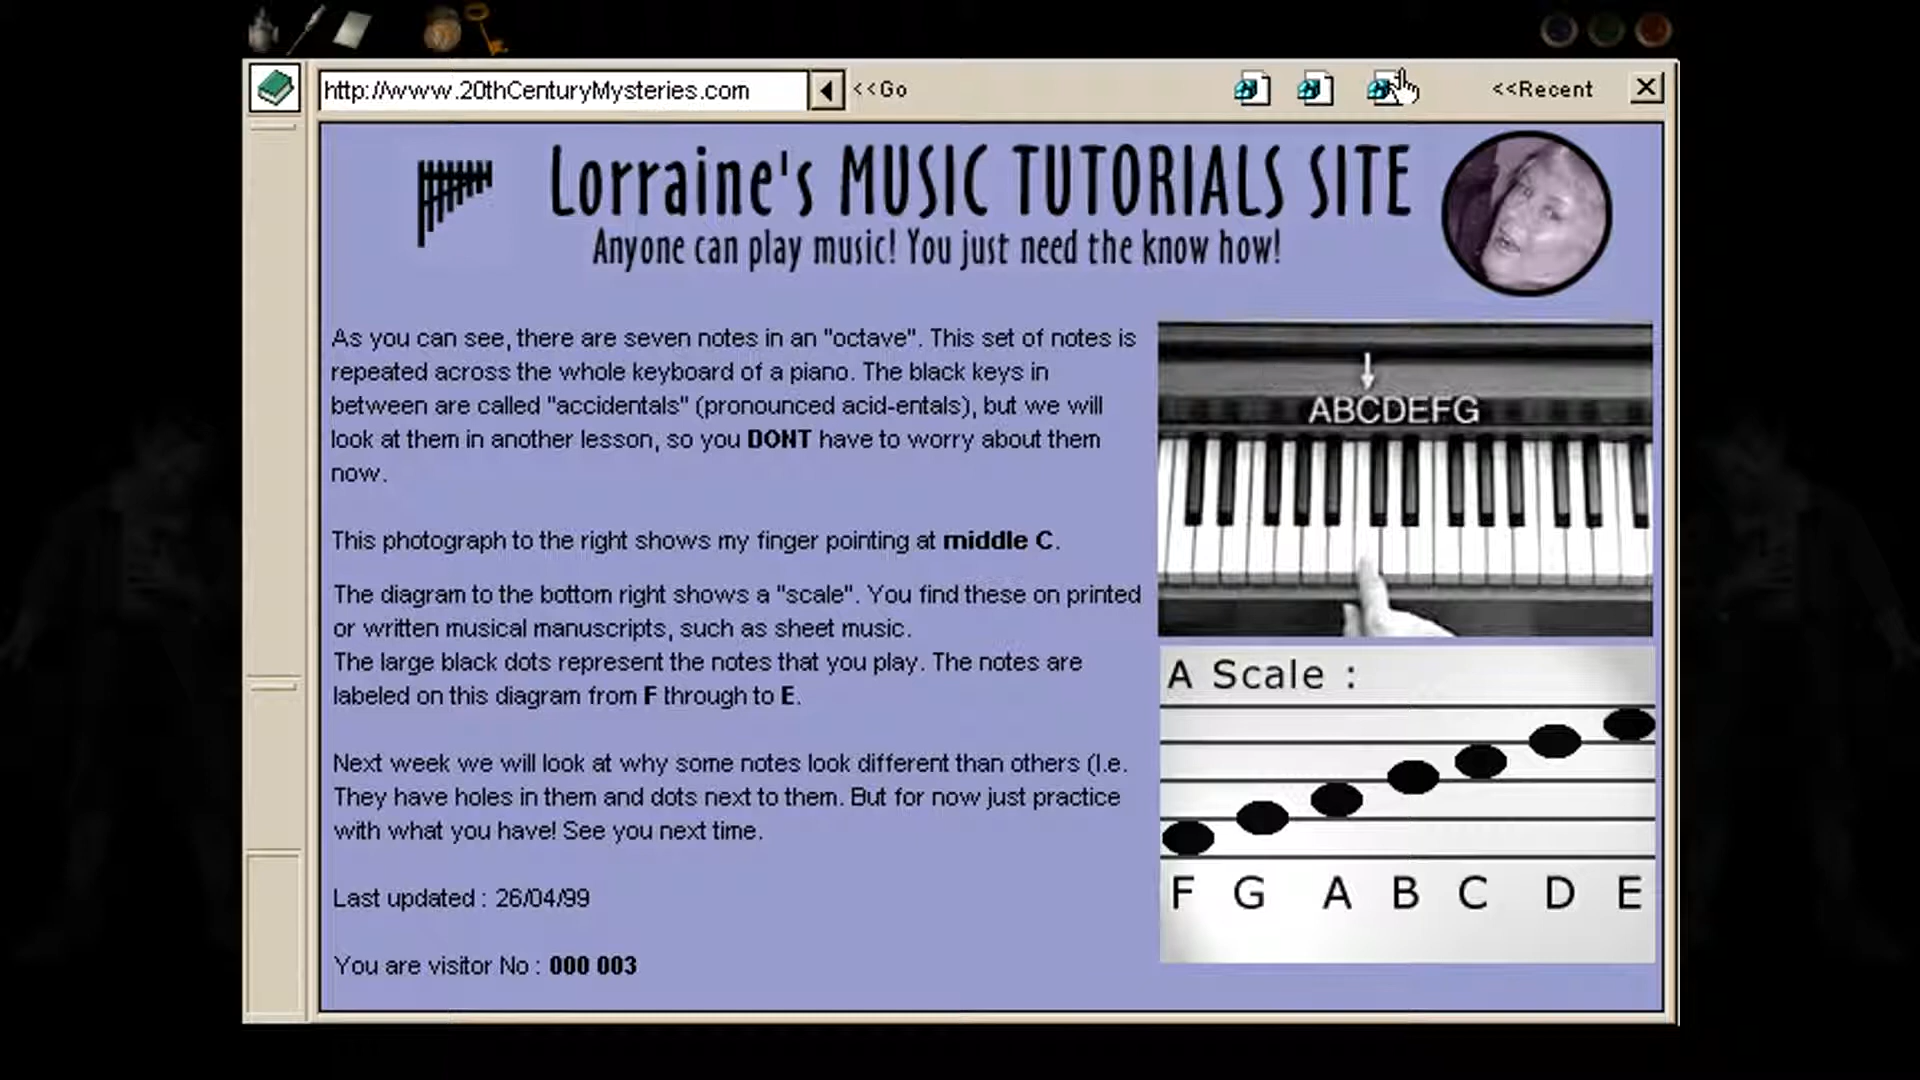 http://www.20thCenturyMysteries.com
<<Go
<<Recent
Lorraine's MUSIC TUTORIALS SITE
Anyone can play music! You just need the know how!
As you can see, there are seven notes in an "octave". This set of notes is
repeated across the whole keyboard of a piano. The black keys in
between are called "accidentals" (pronounced acid-entals), but we will
look at them in another lesson, so you DONT have to worry about them
now.
This photograph to the right shows my finger pointing at middle C.
The diagram to the bottom right shows a "scale". You find these on printed
or written musical manuscripts, such as sheet music.
The large black dots represent the notes that you play. The notes are
labeled on this diagram from F through to E.
Next week we will look at why some notes look different than others (I.e.
They have holes in them and dots next to them. But for now just practice
with what you have! See you next time.
Last updated : 26/04/99
You are visitor No : 000 003
ABCDEFG
A Scale :
F G A B C D E